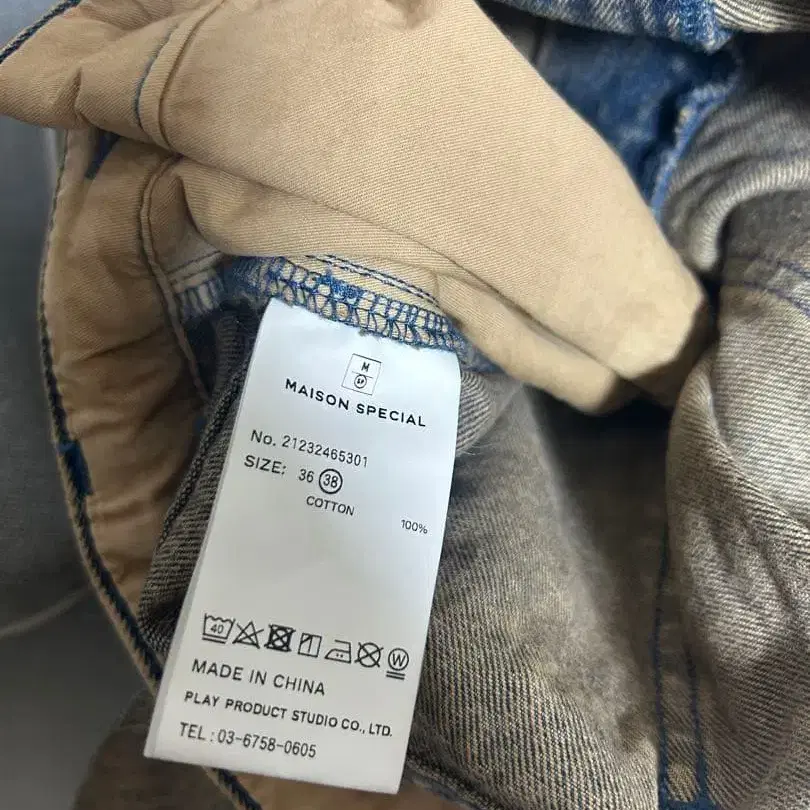 M
SP
MAISON SPECIAL
No. 21232465301
SIZE: 36 38
COTTON 100%
40
W
MADE IN CHINA
PLAY PRODUCT STUDIO CO., LTD.
TEL : 03-6758-0605